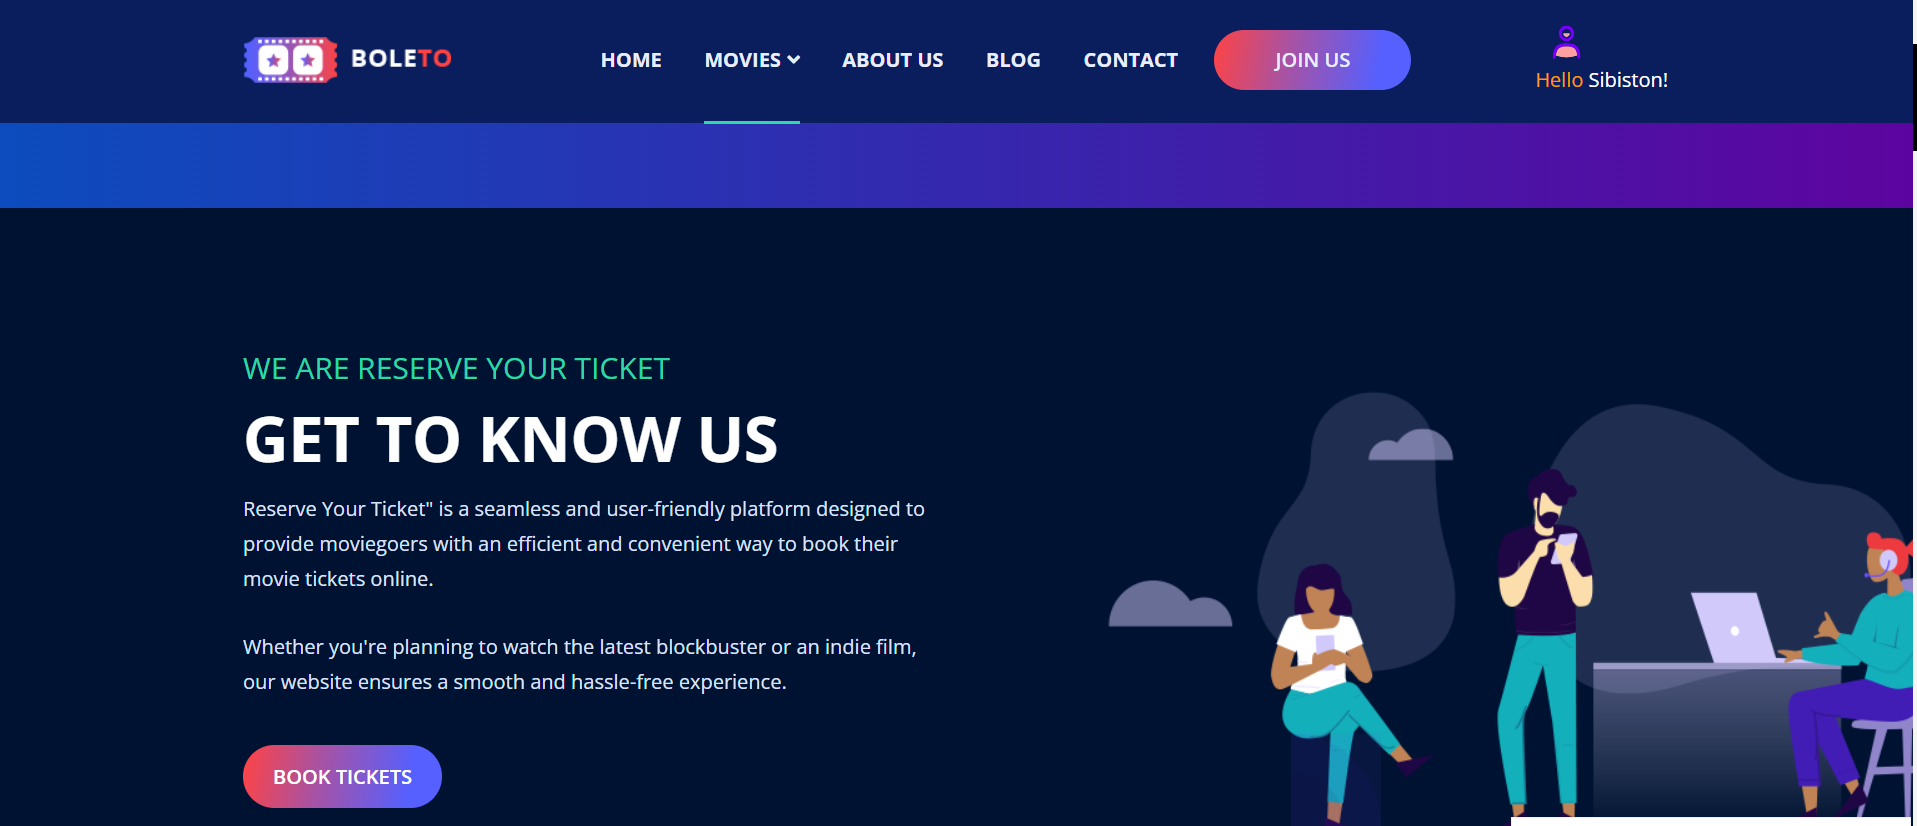 BOLETO
HOME MOVIES ABOUT US BLOG CONTACT JOIN US
Hello Sibiston!
WE ARE RESERVE YOUR TICKET
GET TO KNOW US
Reserve Your Ticket" is a seamless and user-friendly platform designed to
provide moviegoers with an efficient and convenient way to book their
movie tickets online.
Whether you're planning to watch the latest blockbuster or an indie film,
our website ensures a smooth and hassle-free experience.
BOOK TICKETS